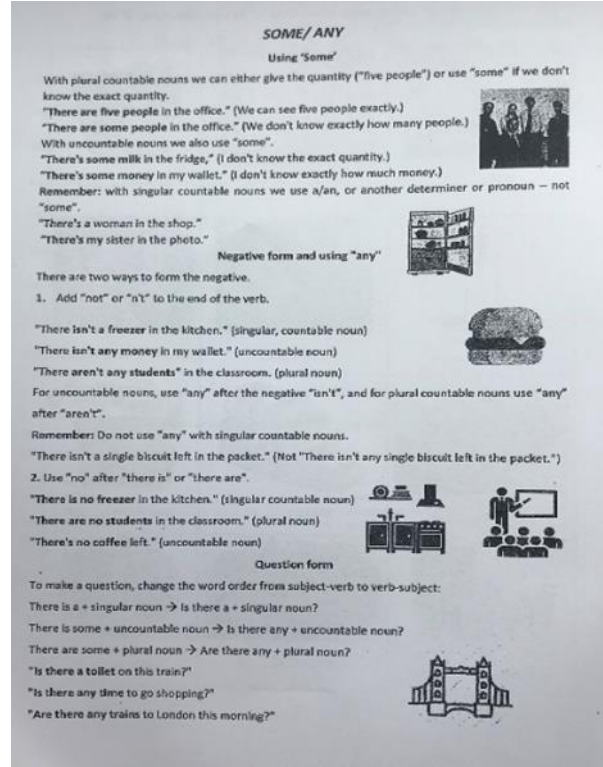 SOME/ ANY
Using 'Some'
With plural countable nouns we can either give the quantity ("five people") or use "some" if we don't
know the exact quantity.
"There are five people in the office." (We can see five people exactly.)
"There are some people in the office." (We don't know exactly how many people.)
With uncountable nouns we also use "some".
"There's some milk in the fridge," (I don't know the exact quantity.)
"There's some money in my wallet." (I don't know exactly how much money.)
Remember: with singular countable nouns we use a/an, or another determiner or pronoun – not
"some".
"There's a woman in the shop."
"There's my sister in the photo."
Negative form and using "any"
There are two ways to form the negative.
1. Add "not" or "n't" to the end of the verb.
"There isn't a freezer in the kitchen." (singular, countable noun)
"There isn't any money in my wallet." (uncountable noun)
"There aren't any students" in the classroom. (plural noun)
For uncountable nouns, use "any" after the negative "isn't", and for plural countable nouns use "any"
after "aren't".
Remember: Do not use "any" with singular countable nouns.
"There isn't a single biscuit left in the packet." (Not "There isn't any single biscuit left in the packet.")
2. Use "no" after "there is" or "there are".
"There is no freezer in the kitchen." (singular countable noun)
"There are no students in the classroom." (plural noun)
"There's no coffee left." (uncountable noun)
Question form
To make a question, change the word order from subject-verb to verb-subject:
There is a + singular noun → Is there a + singular noun?
There is some + uncountable noun → Is there any + uncountable noun?
There are some + plural noun → Are there any + plural noun?
"Is there a toilet on this train?"
"Is there any time to go shopping?"
"Are there any trains to London this morning?"